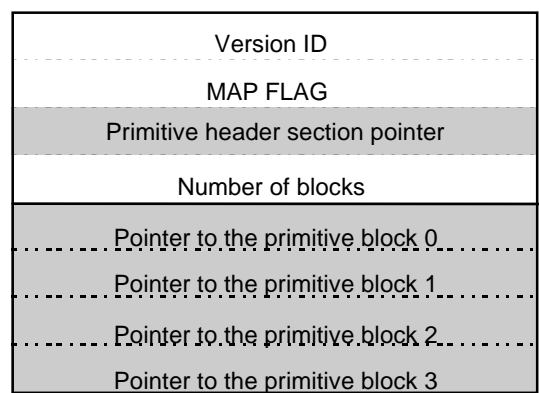 Version ID
MAP FLAG
Primitive header section pointer
Number of blocks
Pointer to the primitive block 0
Pointer to the primitive block 1
Pointer to the primitive block 2
Pointer to the primitive block 3